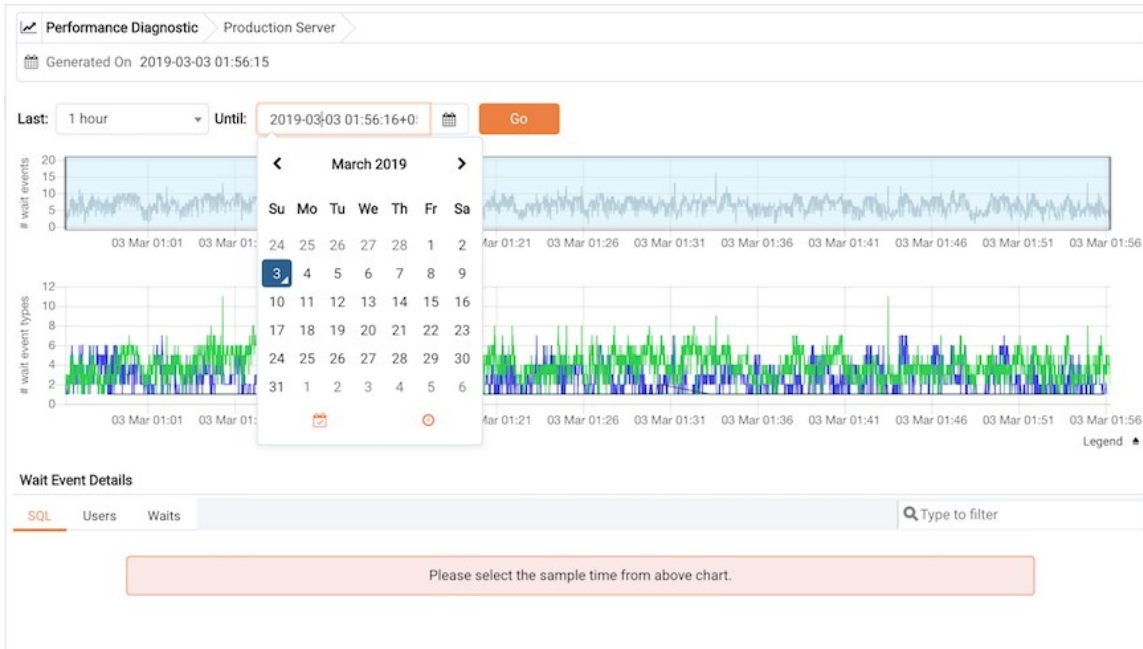 Performance Diagnostic Production Server
Generated On 2019-03-03 01:56:15
Last: 1 hour Until: 2019-03-03 01:56:16+0 Go
March 2019
Su Mo Tu We Th Fr Sa
24 25 26 27 28 1 2
3 4 5 6 7 8 9
10 11 12 13 14 15 16
17 18 19 20 21 22 23
24 25 26 27 28 29 30
31 1 2 3 4 5 6
# wait events
20
15
10
5
0
03 Mar 01:01 03 Mar 01: Mar 01:21 03 Mar 01:26 03 Mar 01:31 03 Mar 01:36 03 Mar 01:41 03 Mar 01:46 03 Mar 01:51 03 Mar 01:56
# wait event types
12
10
8
6
4
2
0
03 Mar 01:01 03 Mar 01: Mar 01:21 03 Mar 01:26 03 Mar 01:31 03 Mar 01:36 03 Mar 01:41 03 Mar 01:46 03 Mar 01:51 03 Mar 01:56
Legend
Wait Event Details
SQL Users Waits Type to filter
Please select the sample time from above chart.